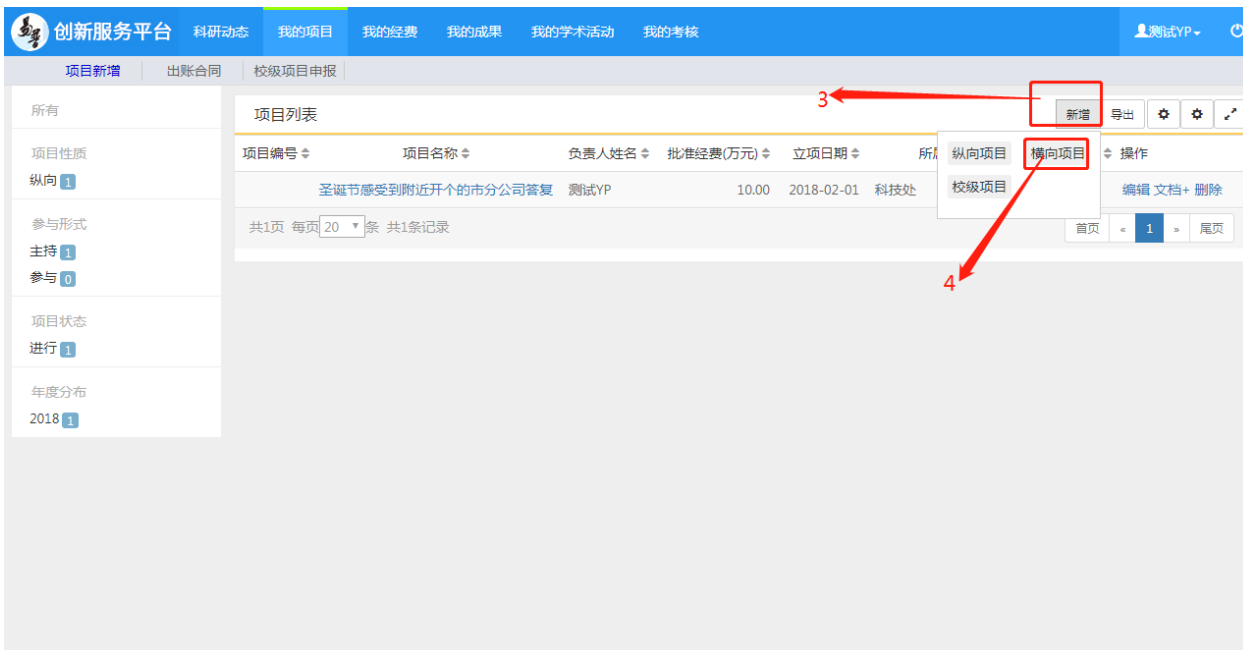 创新服务平台 科研动态 我的项目 我的经费 我的成果 我的学术活动 我的考核 测试YP
项目新增 出账合同 校级项目申报
所有
项目性质
纵向 1
参与形式
主持 1
参与 0
项目状态
进行 1
年度分布
2018 1
项目列表 3 新增 导出
项目编号 项目名称 负责人姓名 批准经费(万元) 立项日期 纵向项目 横向项目 操作
圣诞节感受到附近开个的市分公司答复 测试YP 10.00 2018-02-01 科技处 校级项目 编辑 文档+ 删除
共1页 每页 20 条 共1条记录 首页 « 1 » 尾页
4